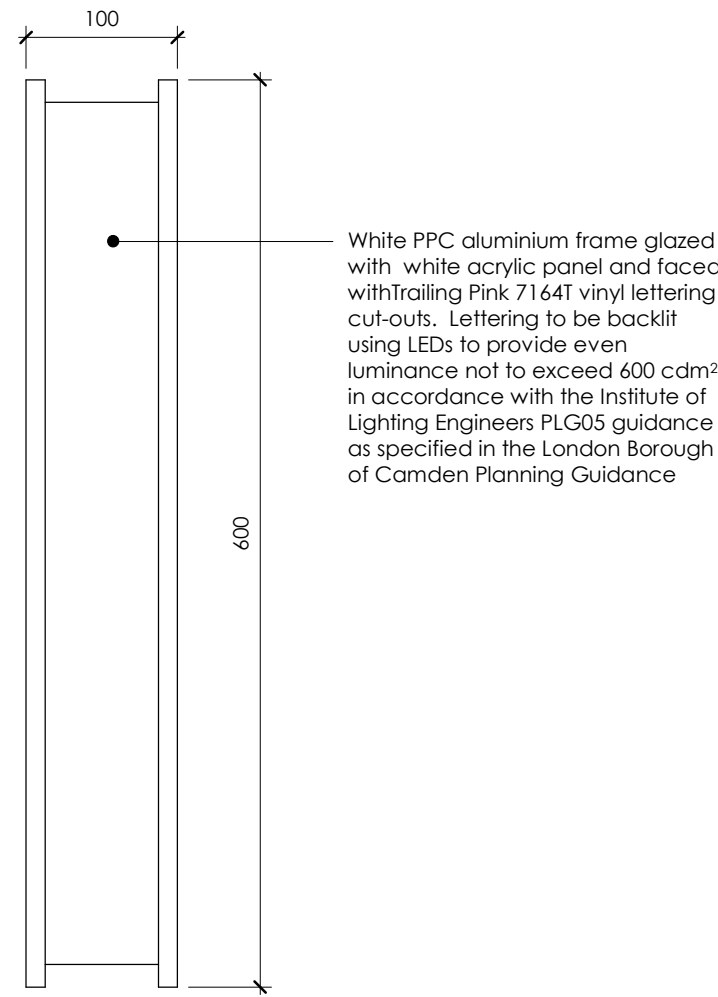 100
White PPC aluminium frame glazed
with  white acrylic panel and faced
withTrailing Pink 7164T vinyl lettering
cut-outs.  Lettering to be backlit
using LEDs to provide even
luminance not to exceed 600 cdm²
in accordance with the Institute of
Lighting Engineers PLG05 guidance
as specified in the London Borough
of Camden Planning Guidance
600